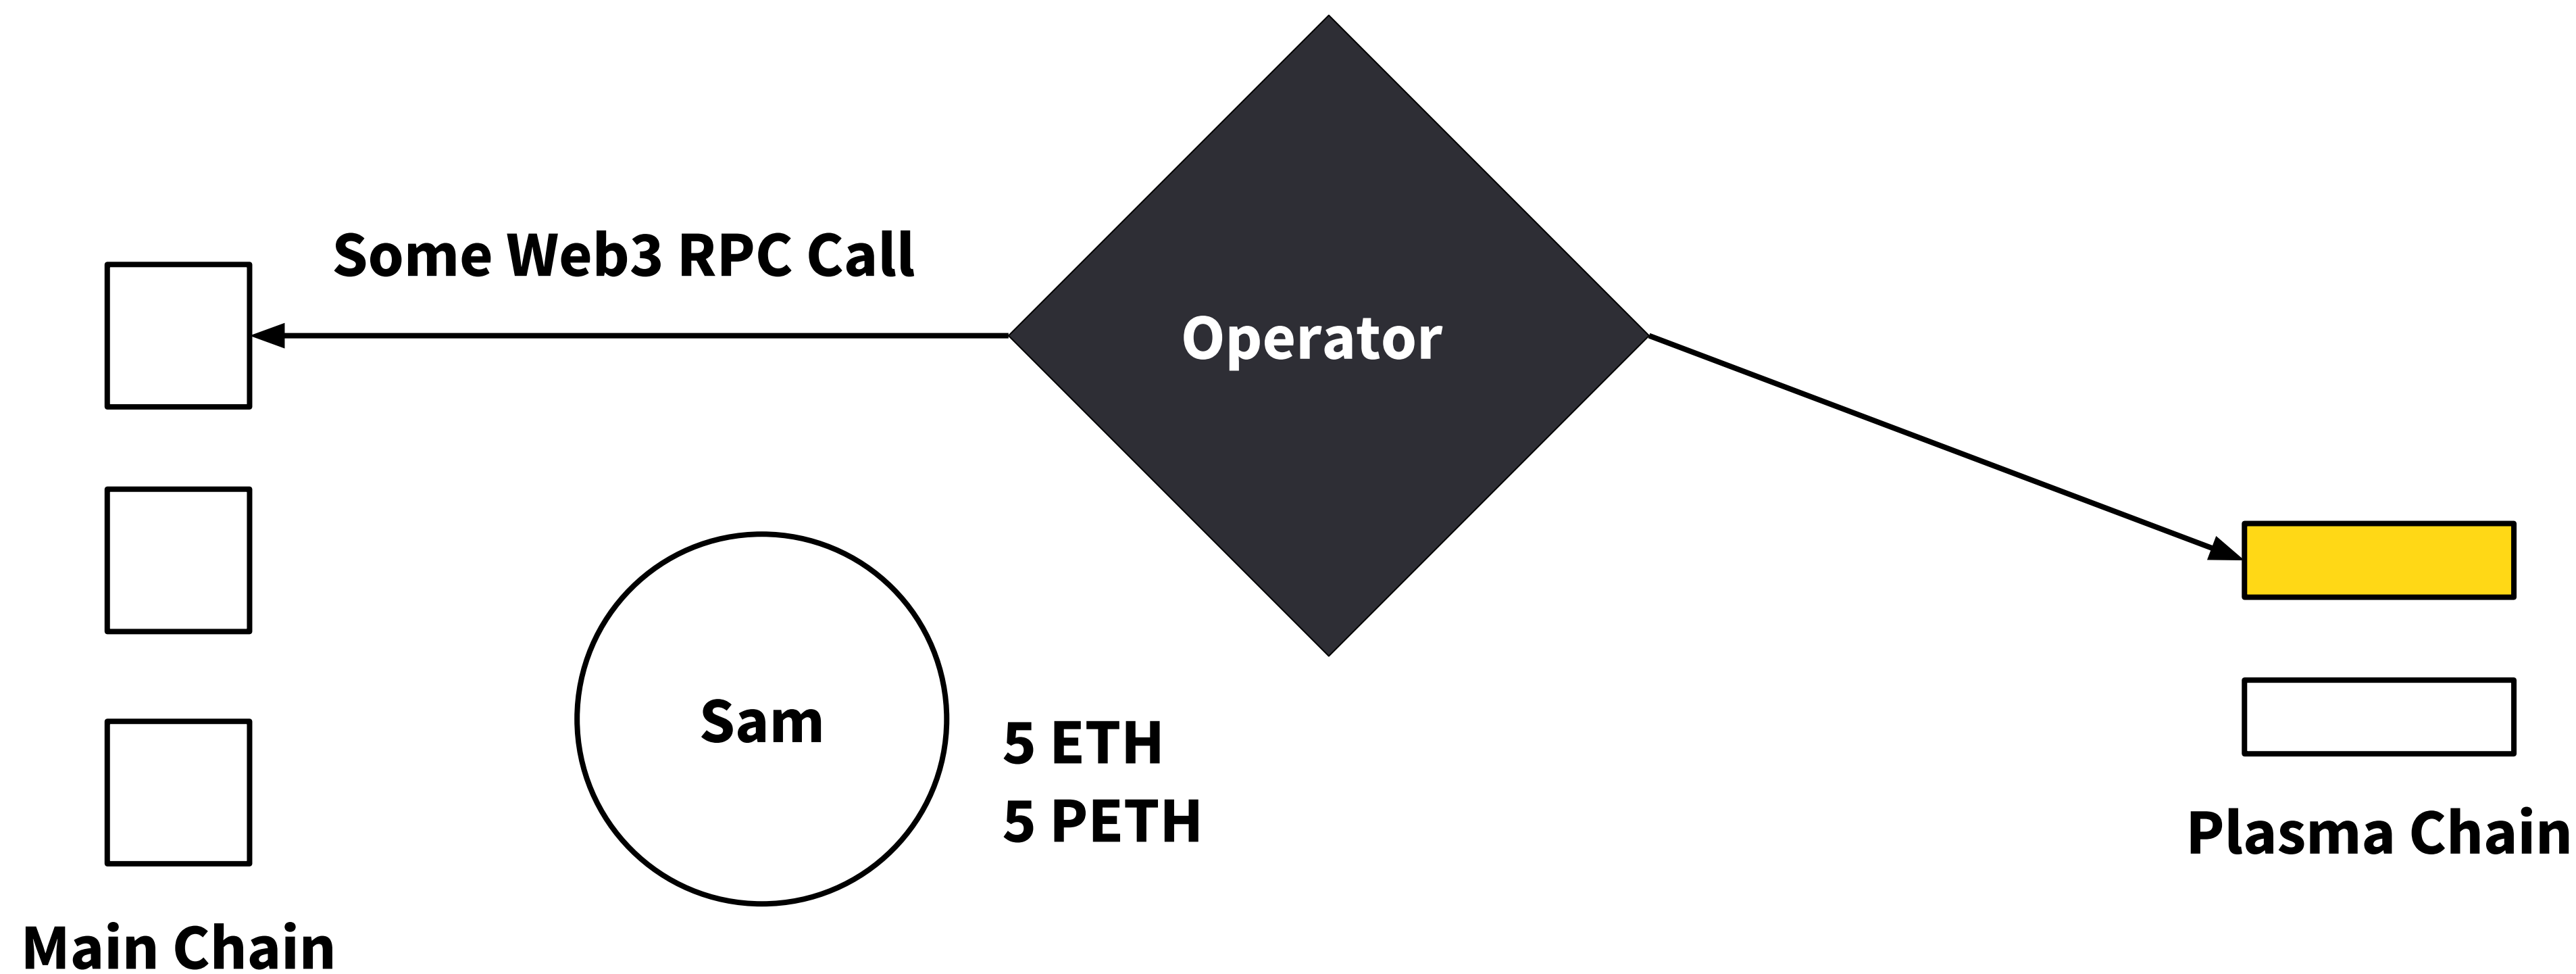 Some Web3 RPC Call
Operator
Sam
5 ETH
5 PETH
Plasma Chain
Main Chain